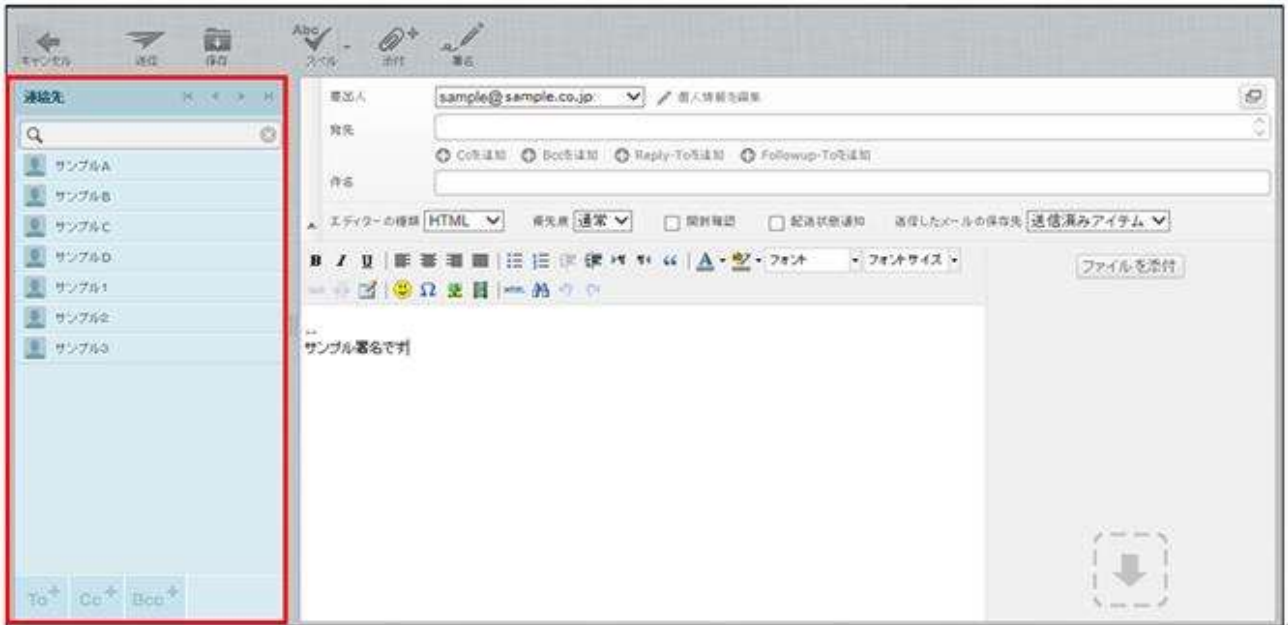 Abc
キャンセル 送信 保存 スペル 添付 署名
連絡先
サンプルA
サンプルB
サンプルC
サンプルD
サンプル1
サンプル2
サンプル3
To Cc Bcc
差出人 sample@sample.co.jp 個人情報を編集
宛先
Ccを追加 Bccを追加 Reply-Toを追加 Followup-Toを追加
件名
エディターの種類 HTML 優先度 通常 開封確認 配送状態通知 送信したメールの保存先 送信済みアイテム
B I U フォント フォントサイズ
ファイルを添付
Ω HTML
--
サンプル署名です